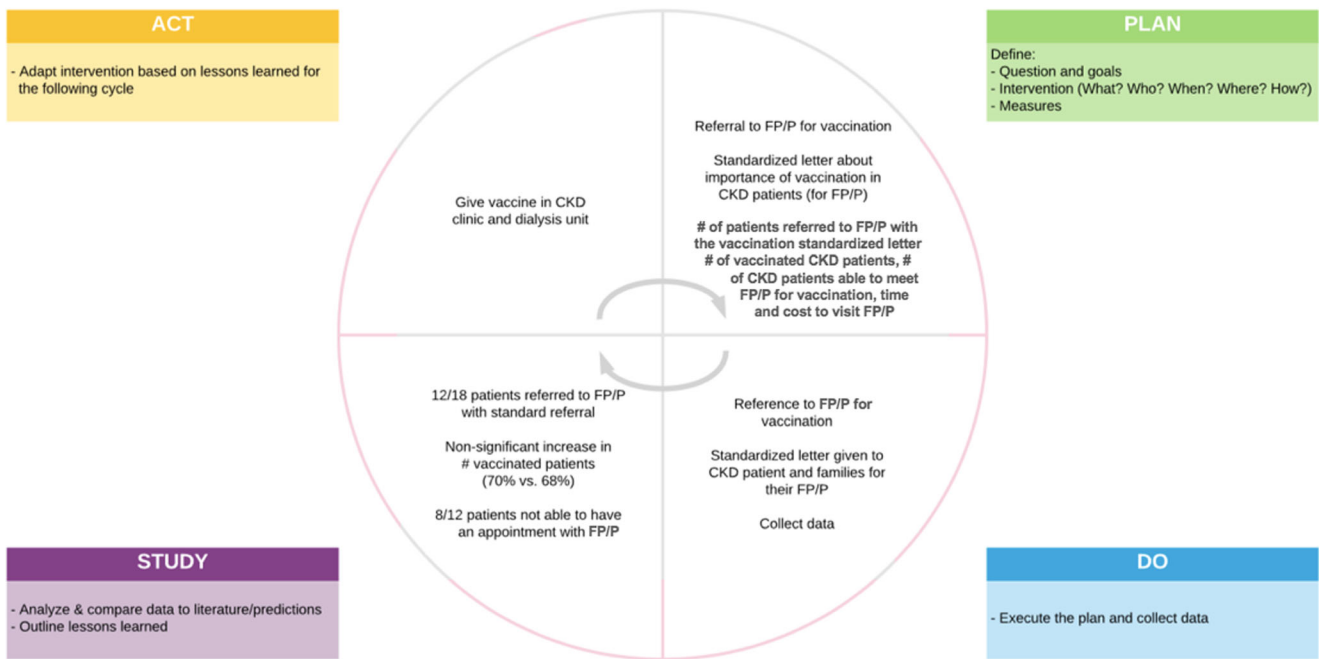 ACT
- Adapt intervention based on lessons learned for
the following cycle
PLAN
Define:
- Question and goals
- Intervention (What? Who? When? Where? How?)
- Measures
Give vaccine in CKD
clinic and dialysis unit
Referral to FP/P for vaccination
Standardized letter about
importance of vaccination in
CKD patients (for FP/P)
# of patients referred to FP/P with
the vaccination standardized letter
# of vaccinated CKD patients, #
of CKD patients able to meet
FP/P for vaccination, time
and cost to visit FP/P
12/18 patients referred to FP/P
with standard referral
Non-significant increase in
# vaccinated patients
(70% vs. 68%)
8/12 patients not able to have
an appointment with FP/P
Reference to FP/P for
vaccination
Standardized letter given to
CKD patient and families for
their FP/P
Collect data
STUDY
- Analyze & compare data to literature/predictions
- Outline lessons learned
DO
- Execute the plan and collect data